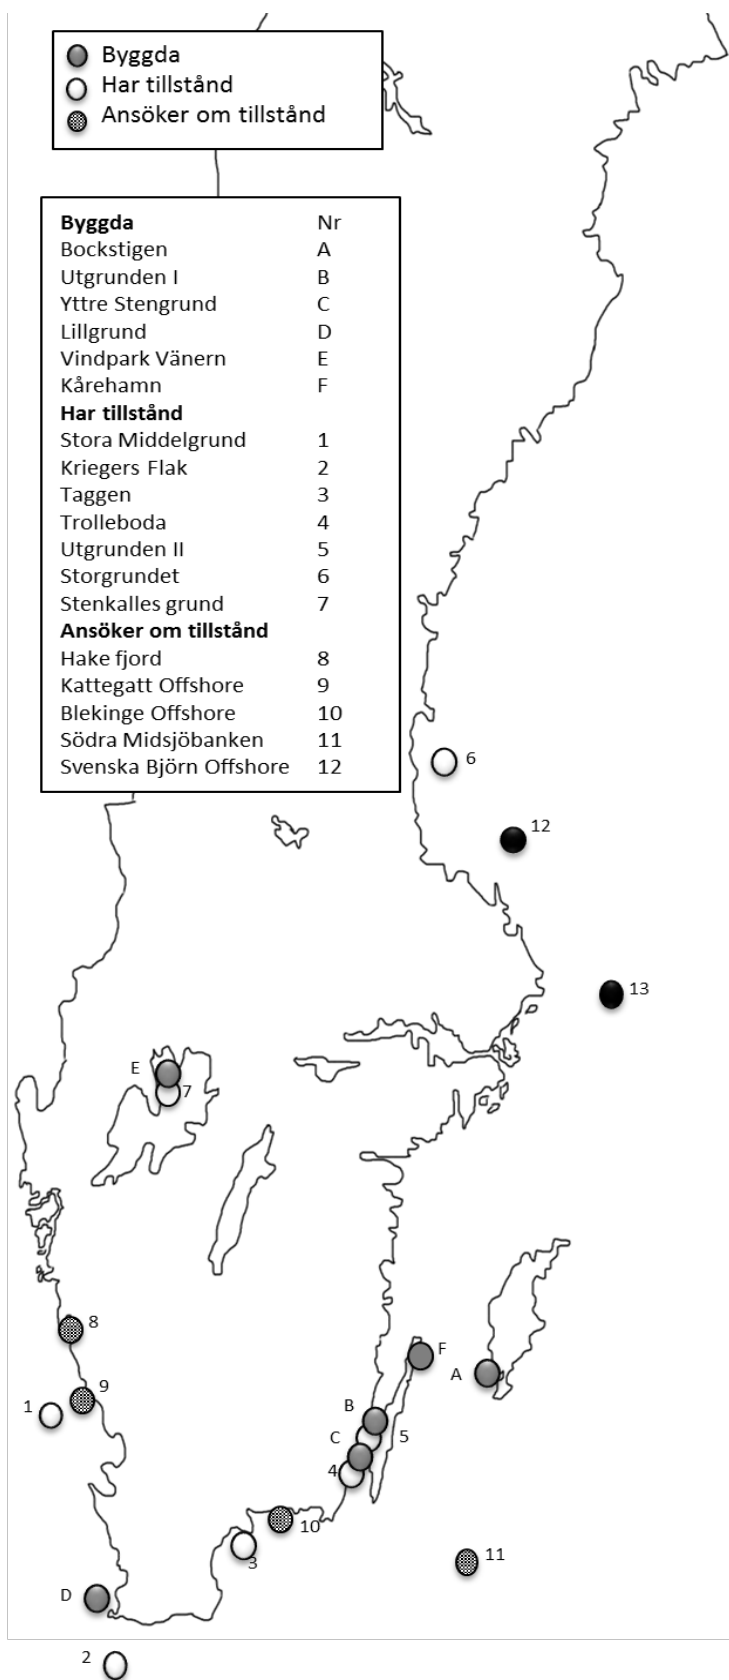 Byggda
Har tillstånd
Ansöker om tillstånd
Byggda Nr
Bockstigen A
Utgrunden I B
Yttre Stengrund C
Lillgrund D
Vindpark Vänern E
Kårehamn F
Har tillstånd
Stora Middelgrund 1
Kriegers Flak 2
Taggen 3
Trolleboda 4
Utgrunden II 5
Storgrundet 6
Stenkalles grund 7
Ansöker om tillstånd
Hake fjord 8
Kattegatt Offshore 9
Blekinge Offshore 10
Södra Midsjöbanken 11
Svenska Björn Offshore 12
6
12
13
E
7
8
F
A
9
1
B
C 5
4
10
3
11
D
2